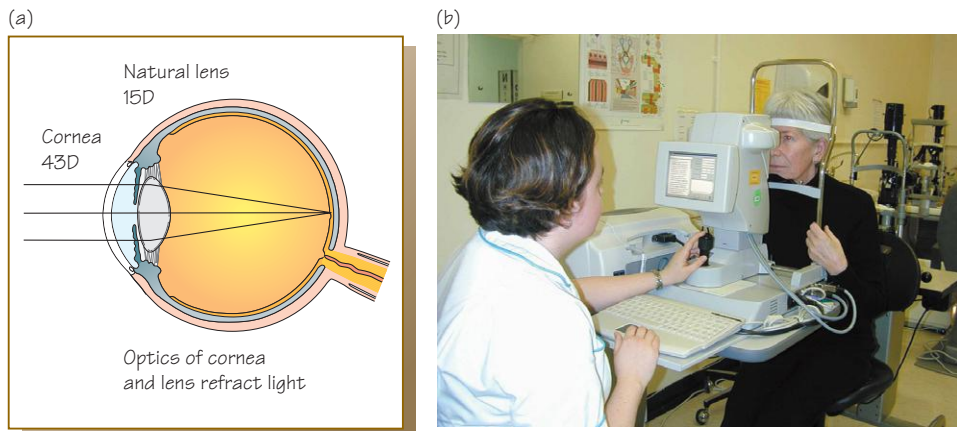 (a)
Natural lens
15D
Cornea
43D
Optics of cornea
and lens refract light
(b)